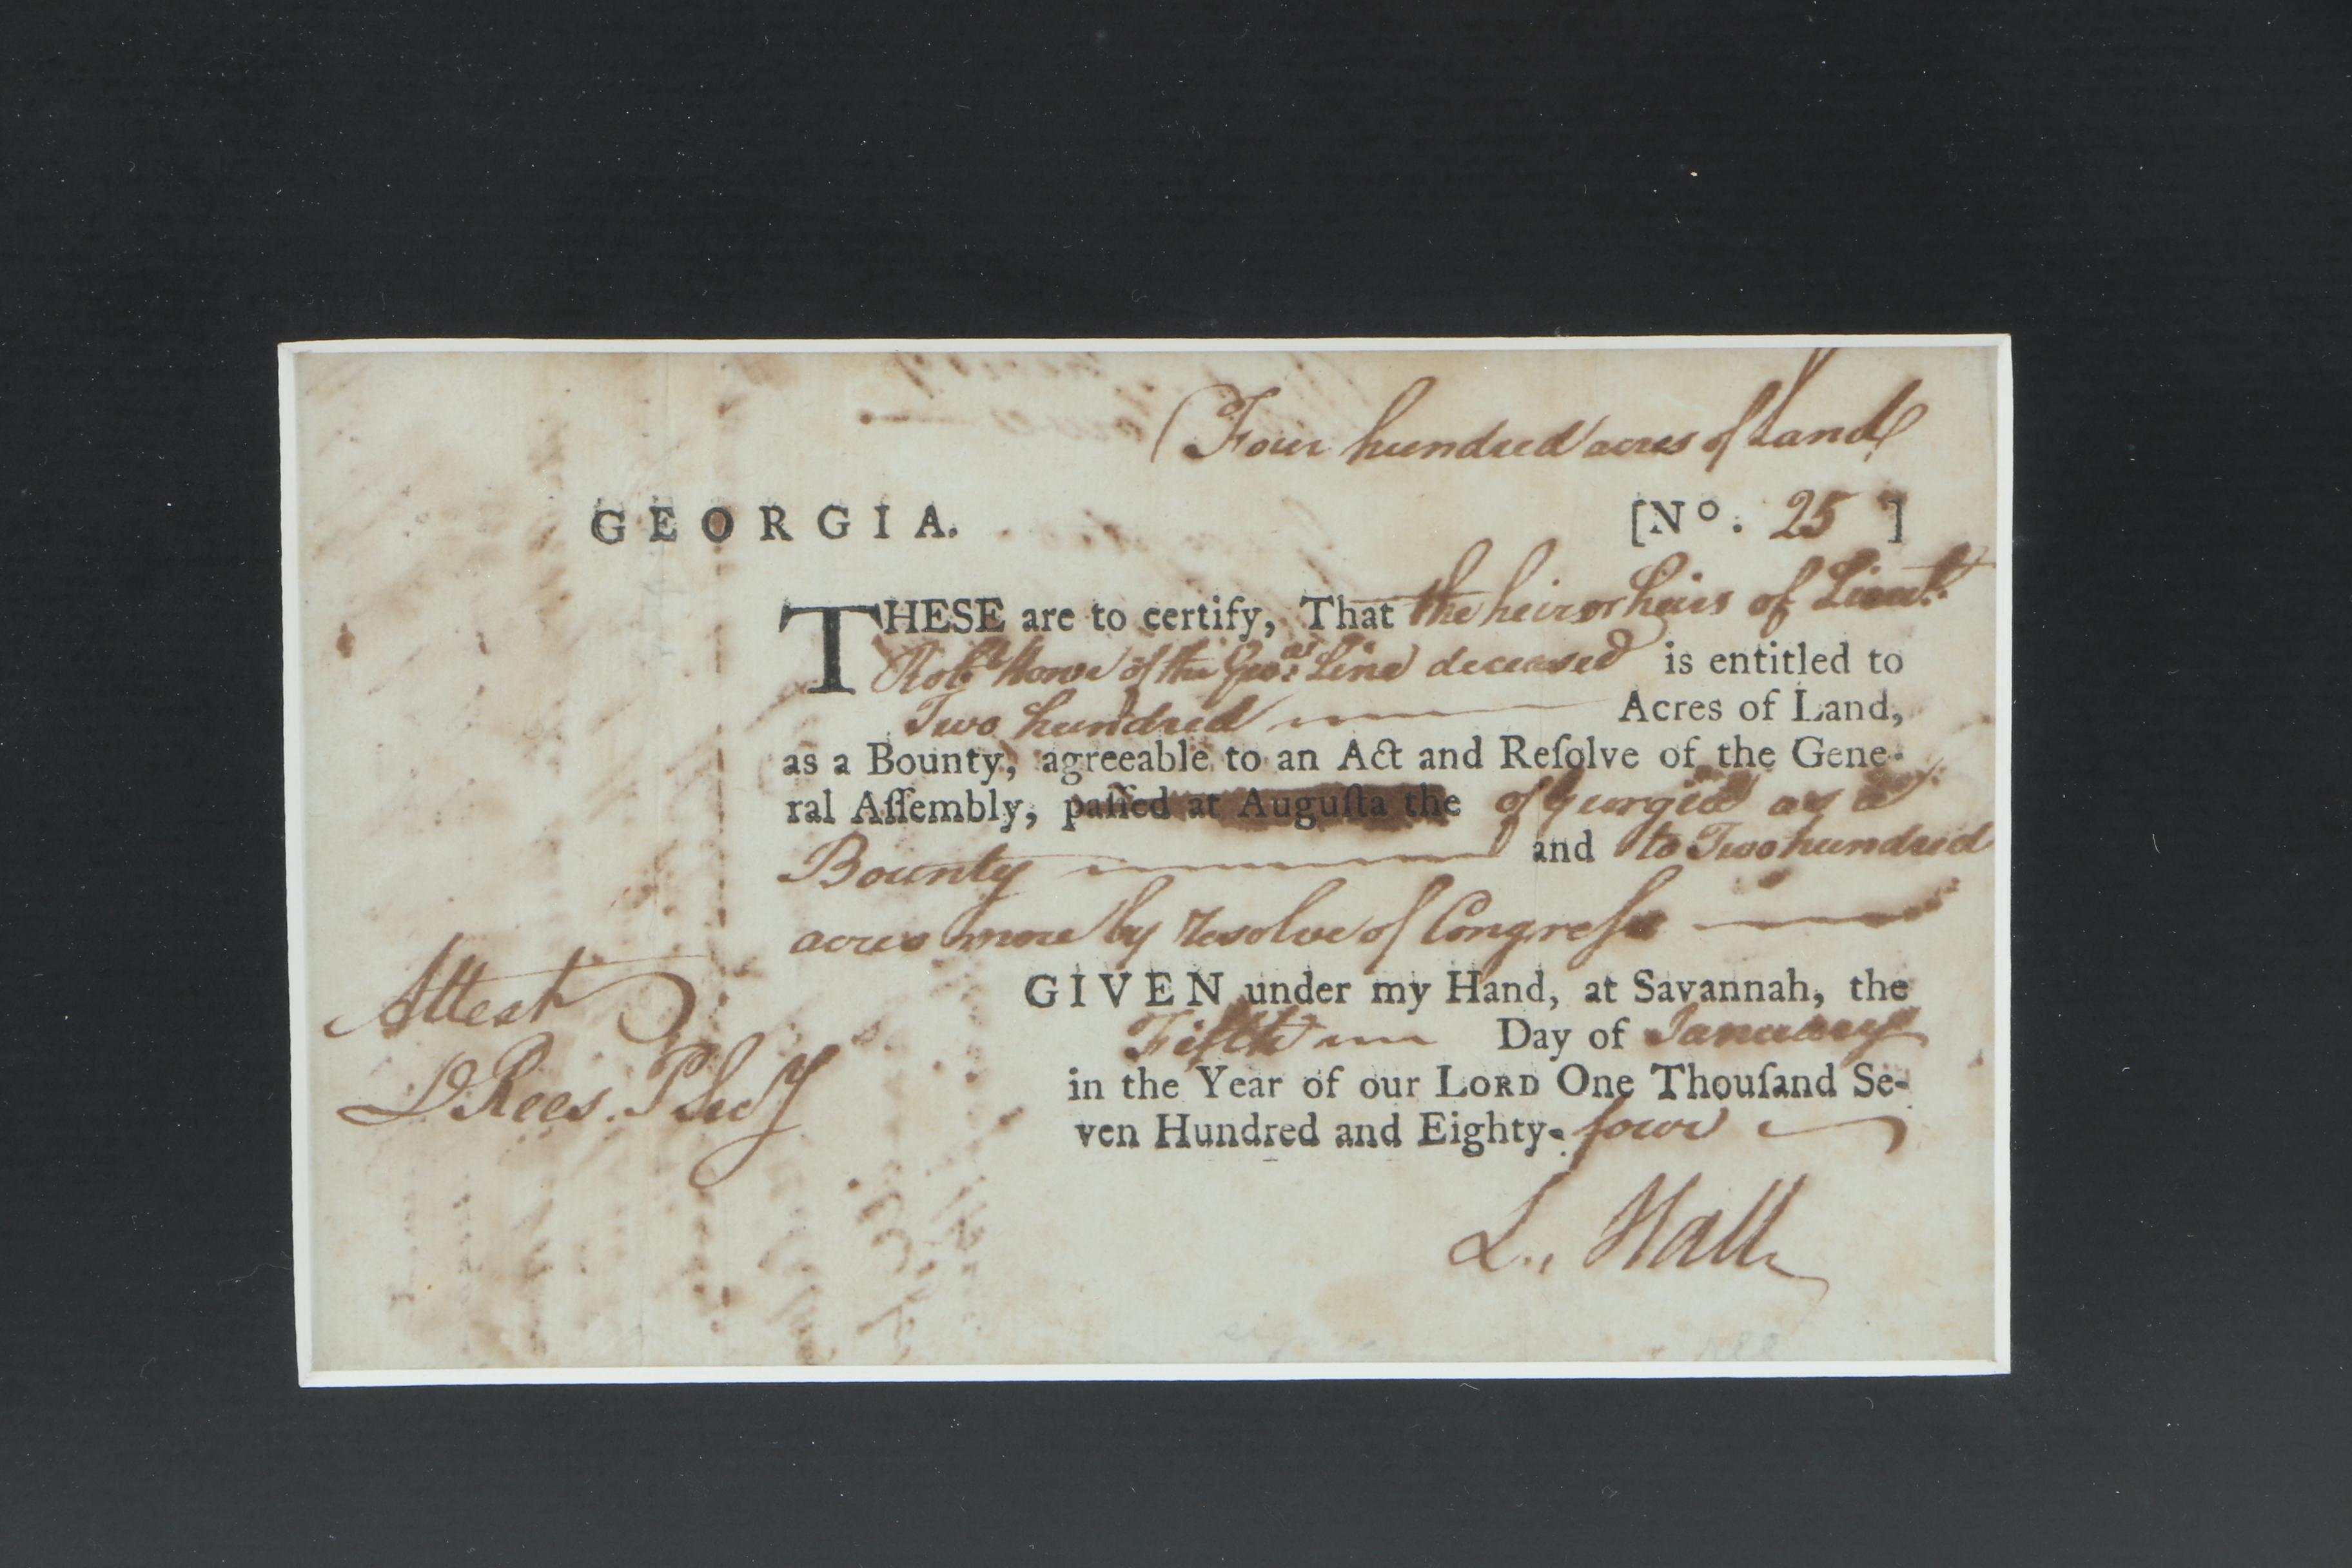 Four hundred acres of Land
GEORGIA. [No. 25 ]
THESE are to certify, That the heir or heirs of Lieut.
Robt. Howe of the Geoa. Line deceased is entitled to
Two hundred Acres of Land,
as a Bounty, agreeable to an Act and Reſolve of the Gene-
ral Aſſembly, paſſed at Auguſta the of Georgia as a
Bounty and to Two hundred
acres more by resolve of Congreſs
GIVEN under my Hand, at Savannah, the
Fifth Day of January
in the Year of our LORD One Thouſand Se-
ven Hundred and Eighty-four
Attest
D Rees. P Secy
L. Hall